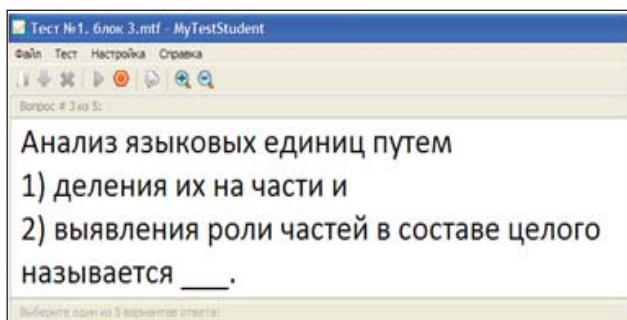 Тест №1. блок 3.mtf - MyTestStudent
Файл Тест Настройка Справка
Вопрос # 3 из 5:
Анализ языковых единиц путем
1) деления их на части и
2) выявления роли частей в составе целого
называется ___.
Выберите один из 5 вариантов ответа: